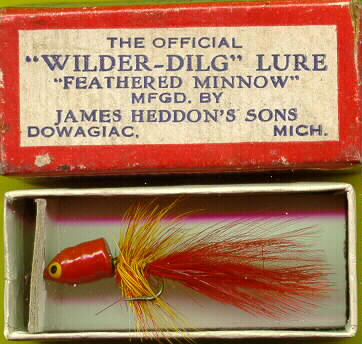 THE OFFICIAL
"WILDER-DILG" LURE
"FEATHERED MINNOW"
MFGD. BY
JAMES HEDDON'S SONS
DOWAGIAC, MICH.